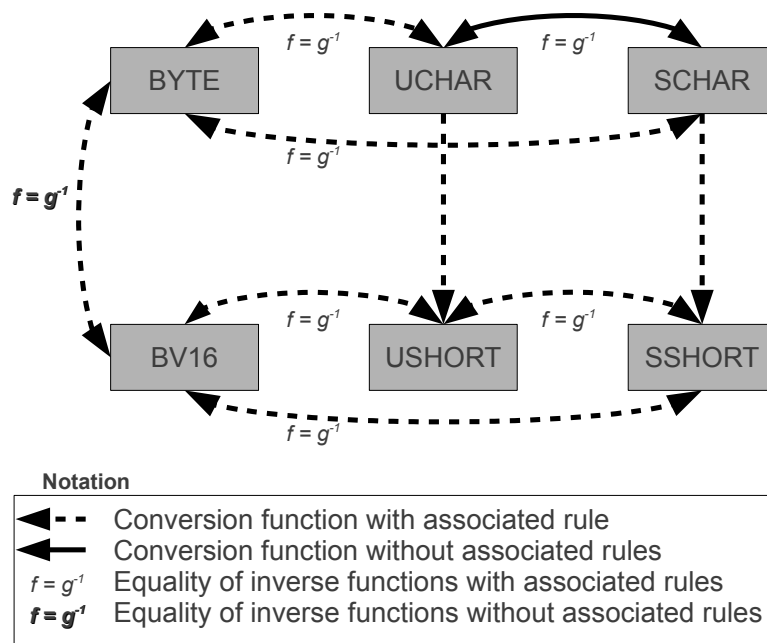 f = g⁻¹ f = g⁻¹
BYTE UCHAR SCHAR
f = g⁻¹
f = g⁻¹
f = g⁻¹ f = g⁻¹
BV16 USHORT SSHORT
f = g⁻¹
Notation
Conversion function with associated rule
Conversion function without associated rules
f = g⁻¹ Equality of inverse functions with associated rules
f = g⁻¹ Equality of inverse functions without associated rules